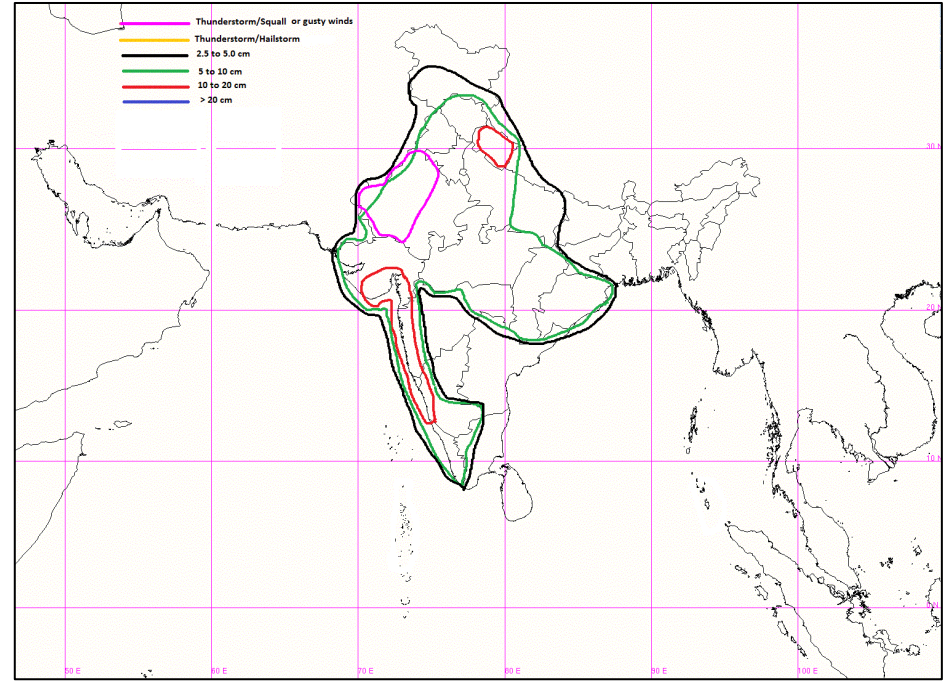 Thunderstorm/Squall or gusty winds
Thunderstorm/Hailstorm
2.5 to 5.0 cm
5 to 10 cm
10 to 20 cm
> 20 cm
30 N
20 N
10 N
0 N
50 E 60 E 70 E 80 E 90 E 100 E